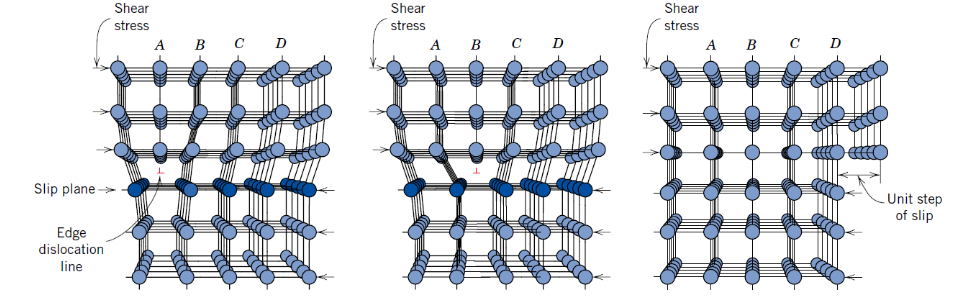 Shear
stress
A B C D
Slip plane
Edge
dislocation
line
Shear
stress
A B C D
Shear
stress
A B C D
Unit step
of slip